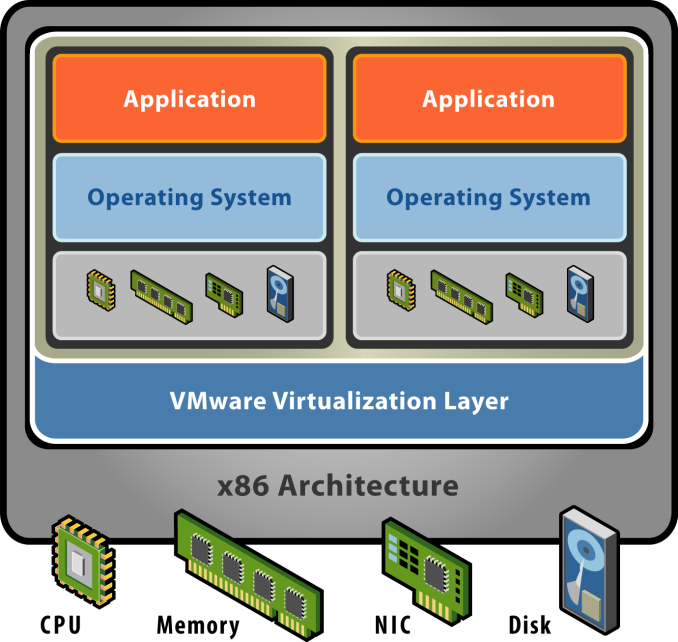 Application
Application
Operating System
Operating System
VMware Virtualization Layer
x86 Architecture
CPU
Memory
NIC
Disk